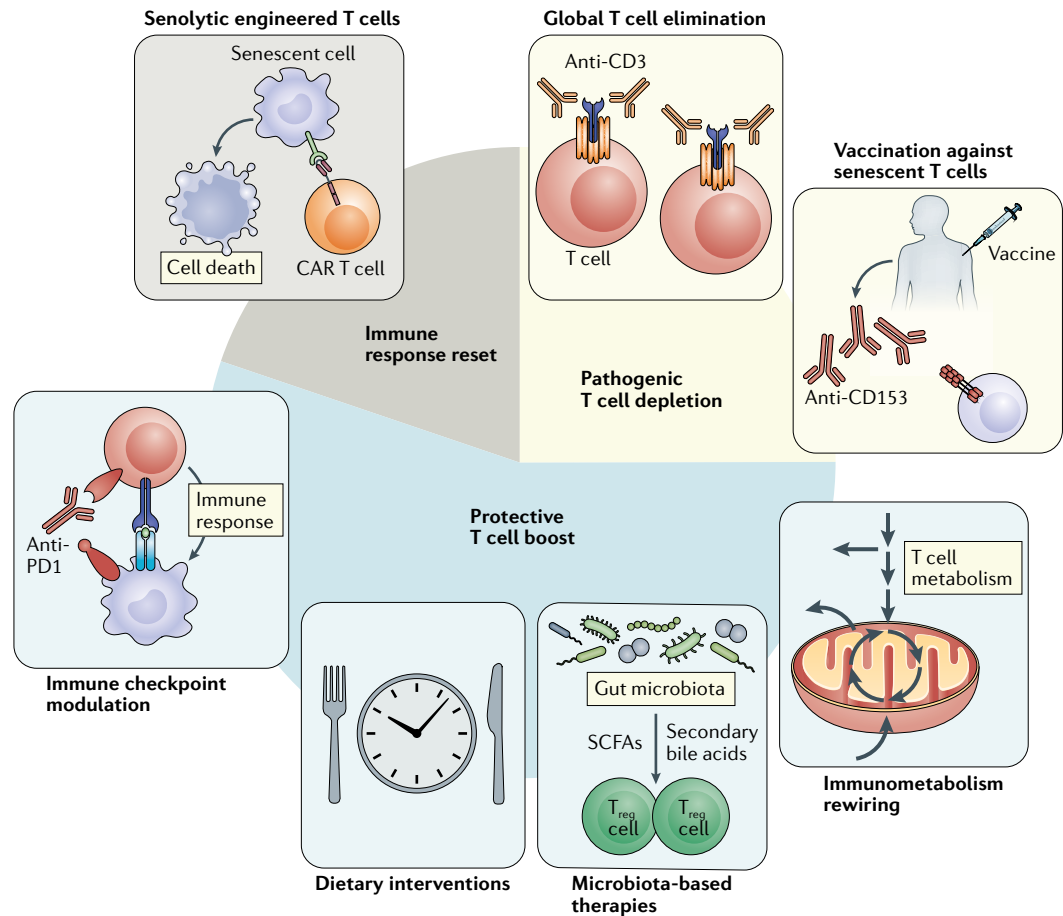 Senolytic engineered T cells
Senescent cell
Cell death
CAR T cell
Global T cell elimination
Anti-CD3
T cell
Vaccination against
senescent T cells
Vaccine
Anti-CD153
Immune
response reset
Pathogenic
T cell depletion
Protective
T cell boost
Immune
response
Anti-
PD1
Immune checkpoint
modulation
Dietary interventions
Gut microbiota
SCFAs
Secondary
bile acids
Treg
cell
Treg
cell
Microbiota-based
therapies
T cell
metabolism
Immunometabolism
rewiring